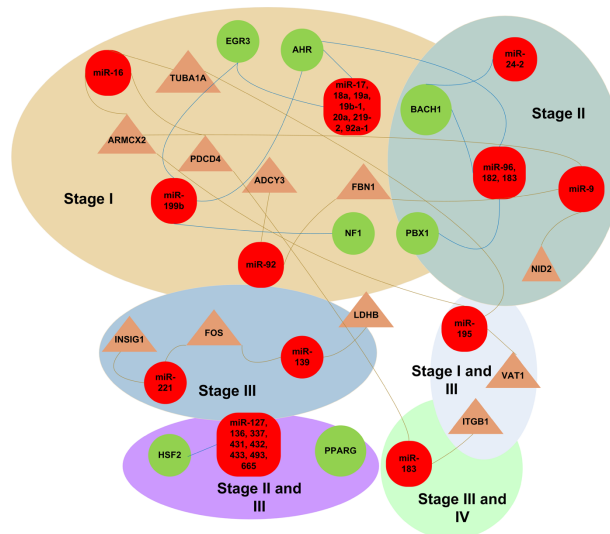 EGR3
AHR
miR-16
TUBA1A
miR-17,
18a, 19a,
19b-1,
20a, 219-
2, 92a-1
miR-
24-2
BACH1
Stage II
ARMCX2
PDCD4
ADCY3
FBN1
miR-96,
182, 183
miR-9
Stage I
miR-
199b
NF1
PBX1
miR-92
NID2
LDHB
INSIG1
FOS
miR-
139
miR-
195
Stage I and
III
miR-
221
Stage III
VAT1
ITGB1
miR-127,
136, 337,
431, 432,
433, 493,
665
HSF2
PPARG
miR-
183
Stage II and
III
Stage III and
IV